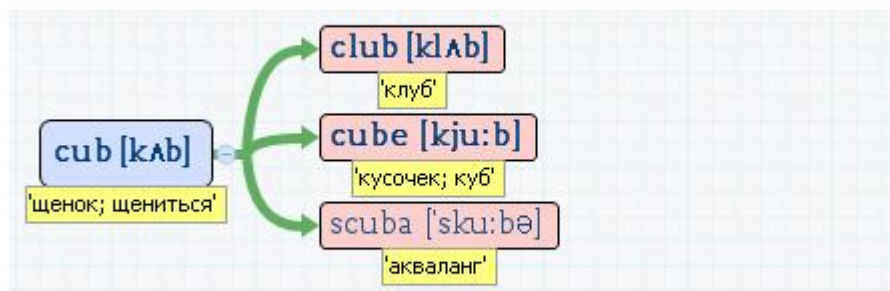 club [klʌb]
'клуб'
cub [kʌb]
'щенок; щениться'
cube [kju:b]
'кусочек; куб'
scuba ['sku:bə]
'акваланг'